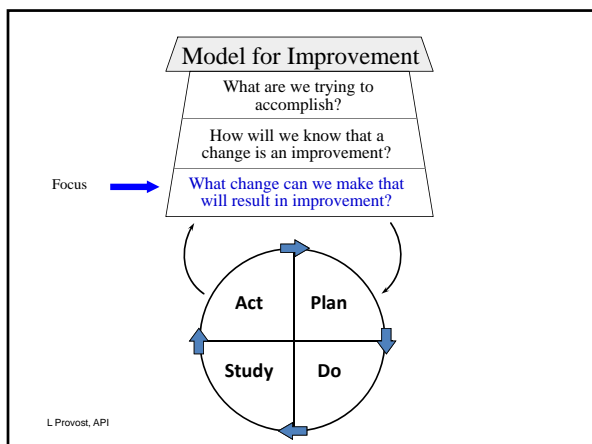 Model for Improvement
What are we trying to
accomplish?
How will we know that a
change is an improvement?
Focus
What change can we make that
will result in improvement?
Act
Plan
Study
Do
L Provost, API